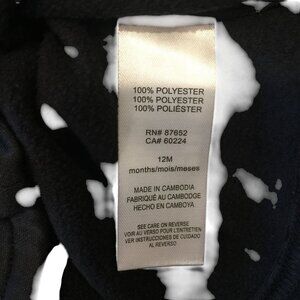 100% POLYESTER
100% POLYESTER
100% POLIÉSTER
RN# 87652
CA# 60224
12M
months/mois/meses
MADE IN CAMBODIA
FABRIQUÉ AU CAMBODGE
HECHO EN CAMBOYA
SEE CARE ON REVERSE
VOIR AU VERSO POUR L'ENTRETIEN
VER INSTRUCCIONES DE CUIDADO
AL REVERSO